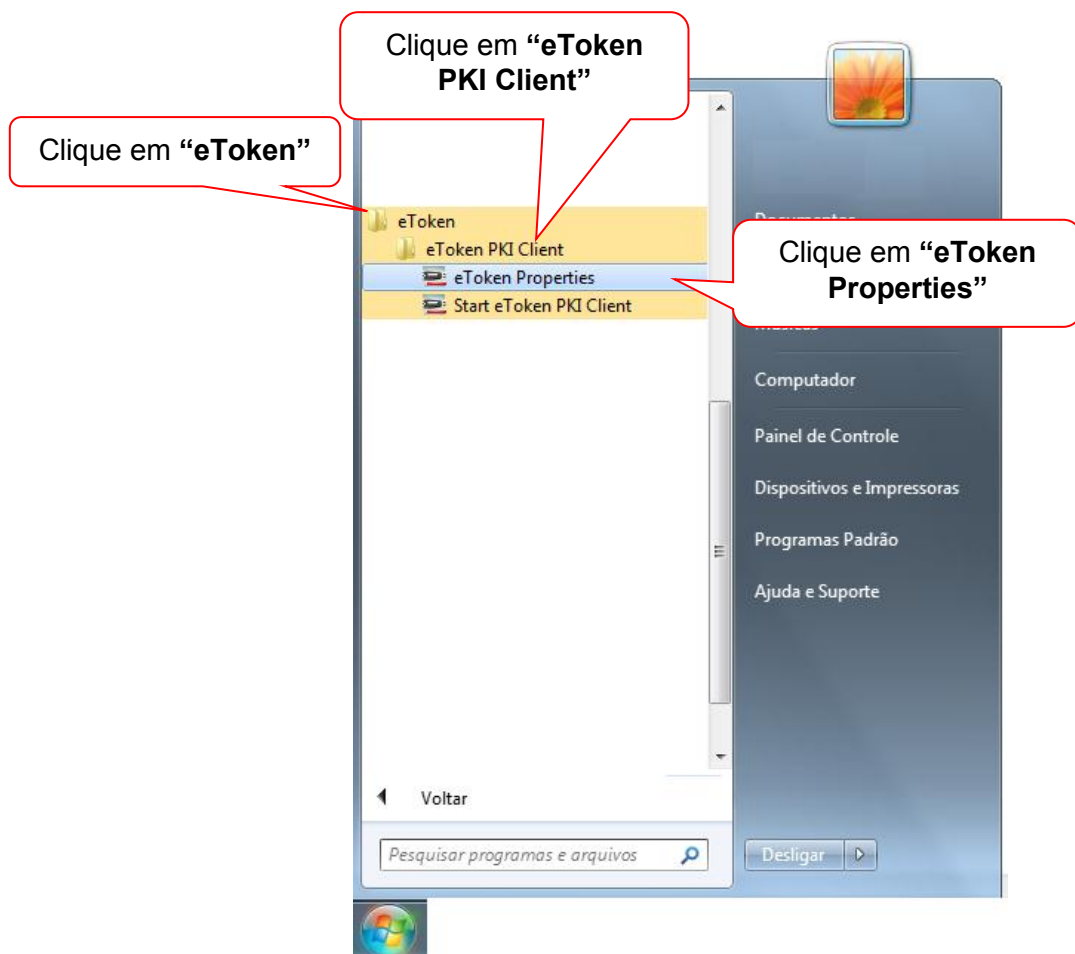 Clique em “eToken
PKI Client”
Clique em “eToken”
eToken
eToken PKI Client
eToken Properties
Start eToken PKI Client
Clique em “eToken
Properties”
Computador
Painel de Controle
Dispositivos e Impressoras
Programas Padrão
Ajuda e Suporte
Voltar
Pesquisar programas e arquivos
Desligar